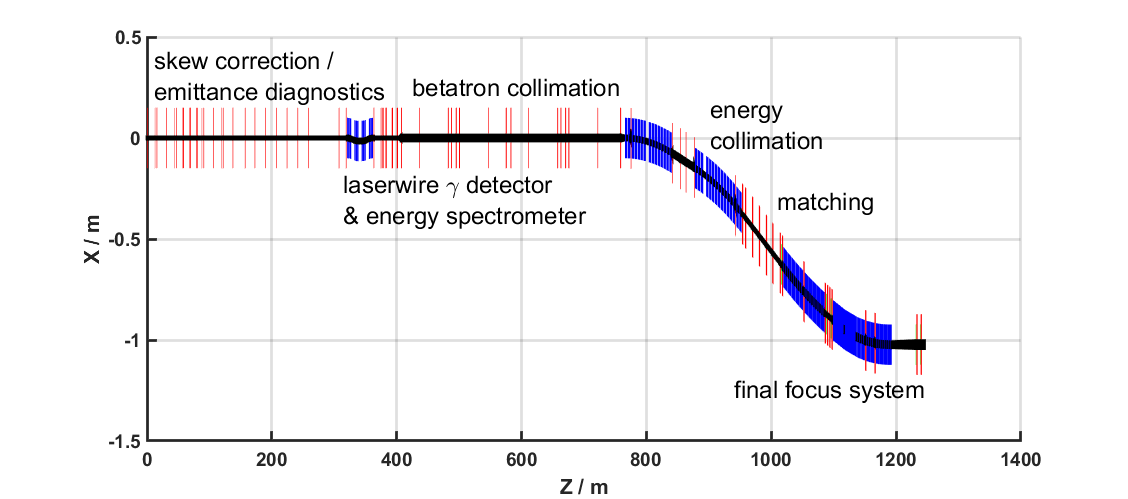 0.5
skew correction /
emittance diagnostics
betatron collimation
energy
collimation
0
laserwire γ detector
& energy spectrometer
matching
X / m
-0.5
-1
final focus system
-1.5
0 200 400 600 800 1000 1200 1400
Z / m